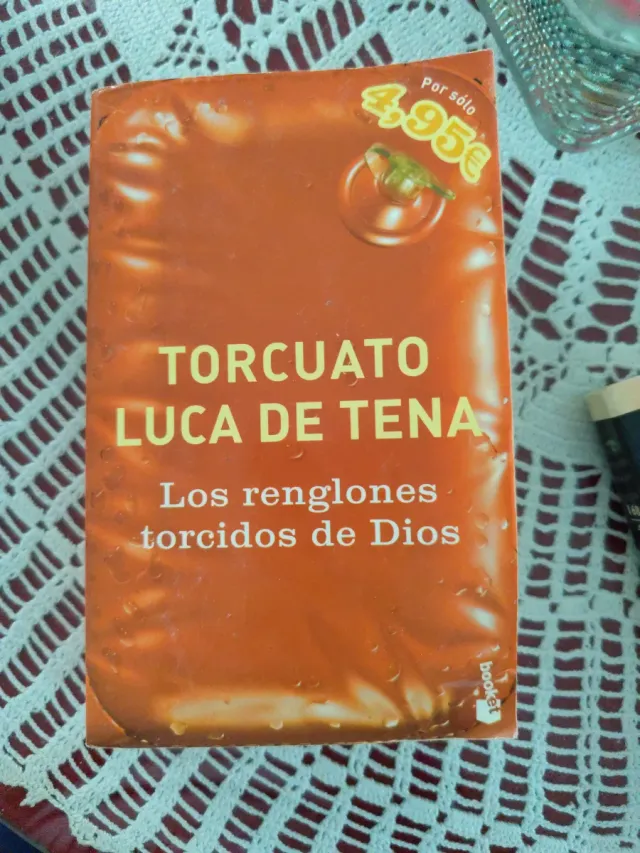 Por sólo
4,95€
TORCUATO
LUCA DE TENA
Los renglones
torcidos de Dios
booket